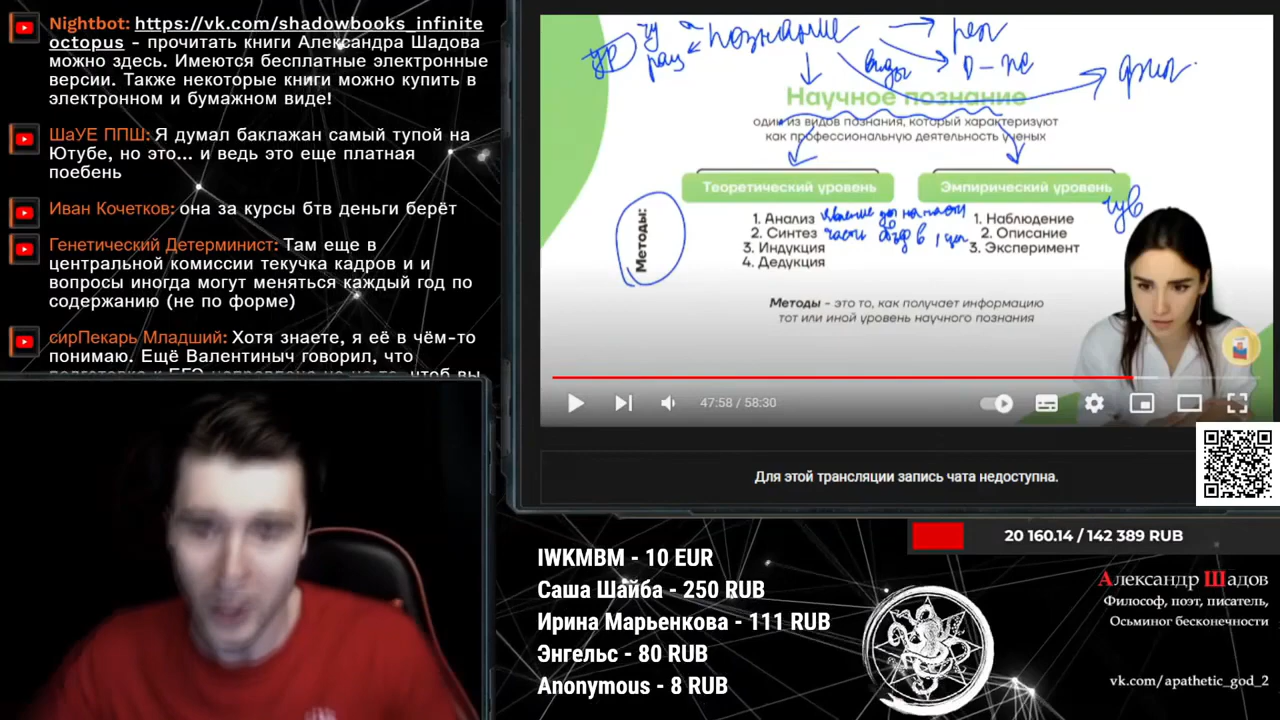 Nightbot: https://vk.com/shadowbooks_infinite
octopus - прочитать книги Александра Шадова
можно здесь. Имеются бесплатные электронные
версии. Также некоторые книги можно купить в
электронном и бумажном виде!
ШаУЕ ППШ: Я думал баклажан самый тупой на
Ютубе, но это... и ведь это еще платная
поебень
Иван Кочетков: она за курсы бтв деньги берёт
Генетический Детерминист: Там еще в
центральной комиссии текучка кадров и и
вопросы иногда могут меняться каждый год по
содержанию (не по форме)
сирПекарь Младший: Хотя знаете, я её в чём-то
понимаю. Ещё Валентиныч говорил, что
чу познание рел
рац виды
Научное познание
один из видов познания, который характеризуют
как профессиональную деятельность ученых
Теоретический уровень
Эмпирический уровень
чув
Методы:
1. Анализ
2. Синтез части
3. Индукция
4. Дедукция
1. Наблюдение
2. Описание
3. Эксперимент
Методы - это то, как получает информацию
тот или иной уровень научного познания
47:58 / 58:30
Для этой трансляции запись чата недоступна.
20 160.14 / 142 389 RUB
IWKMBM - 10 EUR
Саша Шайба - 250 RUB
Ирина Марьенкова - 111 RUB
Энгельс - 80 RUB
Anonymous - 8 RUB
Александр Шадов
Философ, поэт, писатель,
Осьминог бесконечности
vk.com/apathetic_god_2